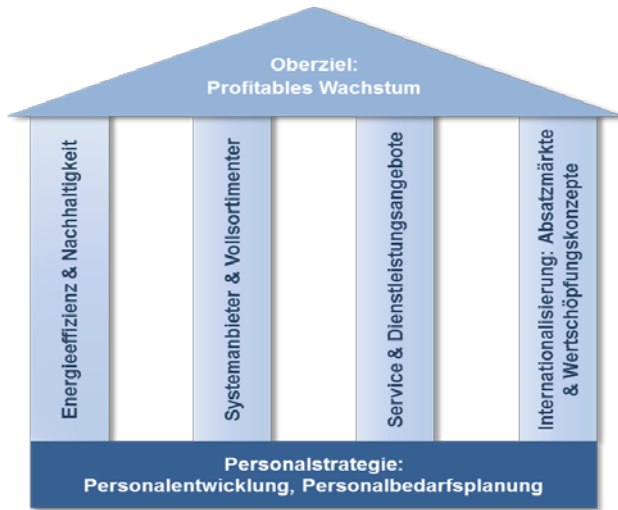 Oberziel:
Profitables Wachstum
Energieeffizienz & Nachhaltigkeit
Systemanbieter & Vollsortimenter
Service & Dienstleistungsangebote
Internationalisierung: Absatzmärkte
& Wertschöpfungskonzepte
Personalstrategie:
Personalentwicklung, Personalbedarfsplanung